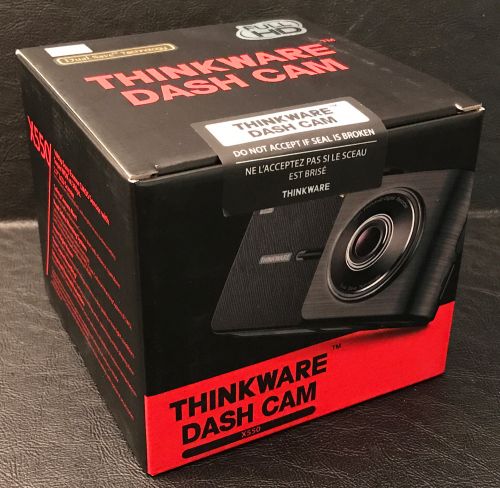 FULL
HD
Dual Save Technology
THINKWARE™
DASH CAM
THINKWARE™
DASH CAM
DO NOT ACCEPT IF SEAL IS BROKEN
NE L'ACCEPTEZ PAS SI LE SCEAU
EST BRISÉ
THINKWARE
X550
THINKWARE
THINKWARE™
DASH CAM
X550